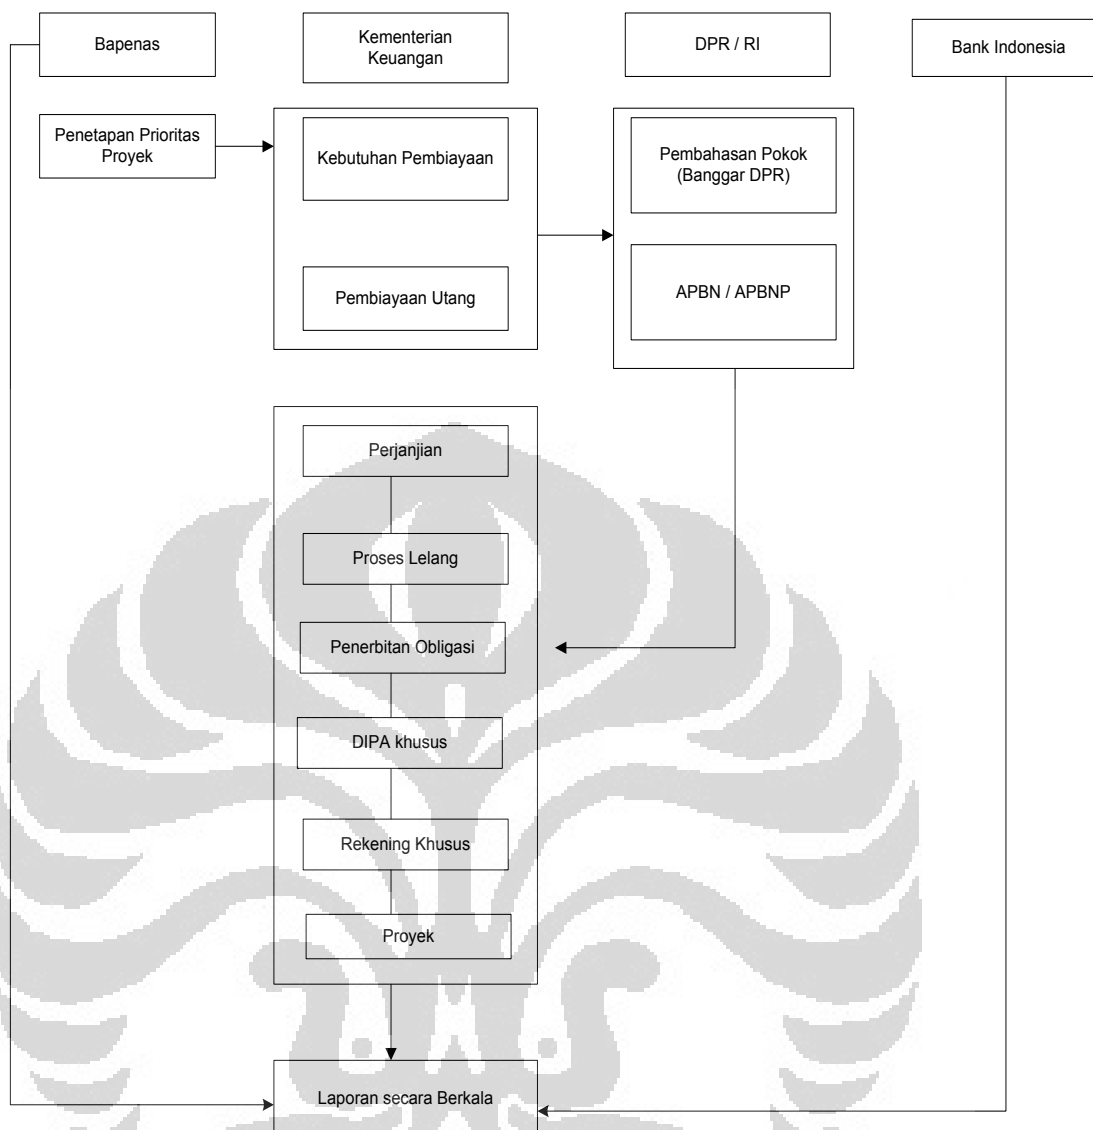 Bapenas
Kementerian
Keuangan
DPR / RI
Bank Indonesia
Penetapan Prioritas
Proyek
Kebutuhan Pembiayaan
Pembiayaan Utang
Pembahasan Pokok
(Banggar DPR)
APBN / APBNP
Perjanjian
Proses Lelang
Penerbitan Obligasi
DIPA khusus
Rekening Khusus
Proyek
Laporan secara Berkala